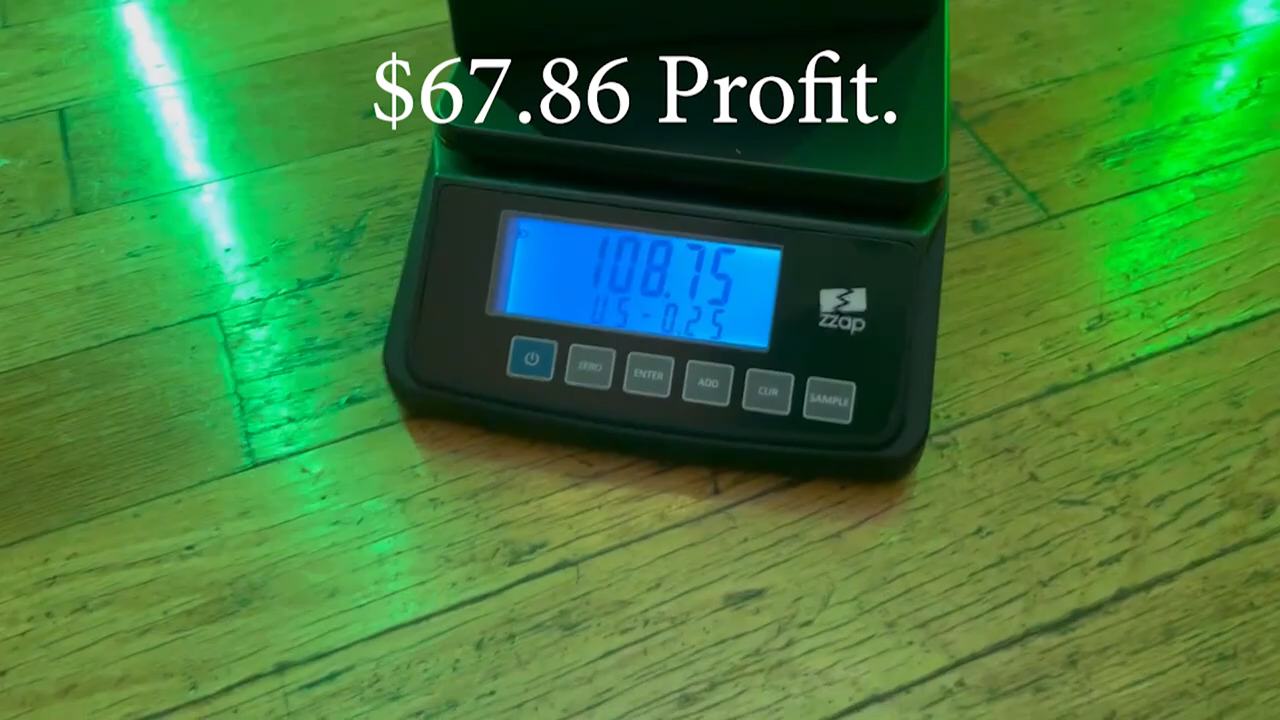 $67.86 Profit.
108.75
US-0.25
ZZap
ZERO ENTER ADD CUR SAMPLE